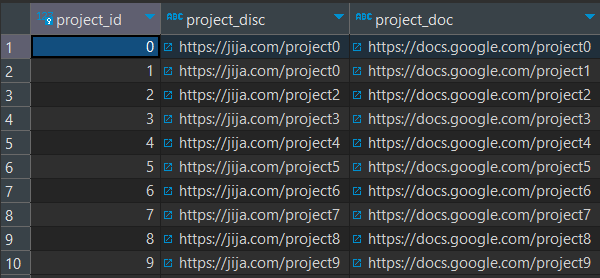 project_id ABC project_disc ABC project_doc
1 0 https://jija.com/project0 https://docs.google.com/project0
2 1 https://jija.com/project0 https://docs.google.com/project1
3 2 https://jija.com/project2 https://docs.google.com/project2
4 3 https://jija.com/project3 https://docs.google.com/project3
5 4 https://jija.com/project4 https://docs.google.com/project4
6 5 https://jija.com/project5 https://docs.google.com/project5
7 6 https://jija.com/project6 https://docs.google.com/project6
8 7 https://jija.com/project7 https://docs.google.com/project7
9 8 https://jija.com/project8 https://docs.google.com/project8
10 9 https://jija.com/project9 https://docs.google.com/project9